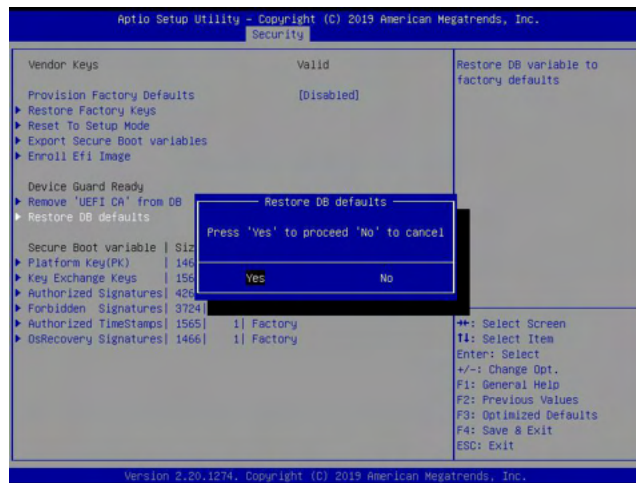 Aptio Setup Utility – Copyright (C) 2019 American Megatrends, Inc.
Security
Vendor Keys Valid
Provision Factory Defaults [Disabled]
Restore Factory Keys
Reset To Setup Mode
Export Secure Boot variables
Enroll Efi Image
Device Guard Ready
Remove 'UEFI CA' from DB
Restore DB defaults
Secure Boot variable | Siz
Platform Key(PK) | 146
Key Exchange Keys | 156
Authorized Signatures| 426
Forbidden Signatures| 3724|
Authorized TimeStamps| 1565| 1| Factory
OsRecovery Signatures| 1466| 1| Factory
Restore DB defaults
Press 'Yes' to proceed 'No' to cancel
Yes No
Restore DB variable to
factory defaults
↔: Select Screen
↑↓: Select Item
Enter: Select
+/-: Change Opt.
F1: General Help
F2: Previous Values
F3: Optimized Defaults
F4: Save & Exit
ESC: Exit
Version 2.20.1274. Copyright (C) 2019 American Megatrends, Inc.